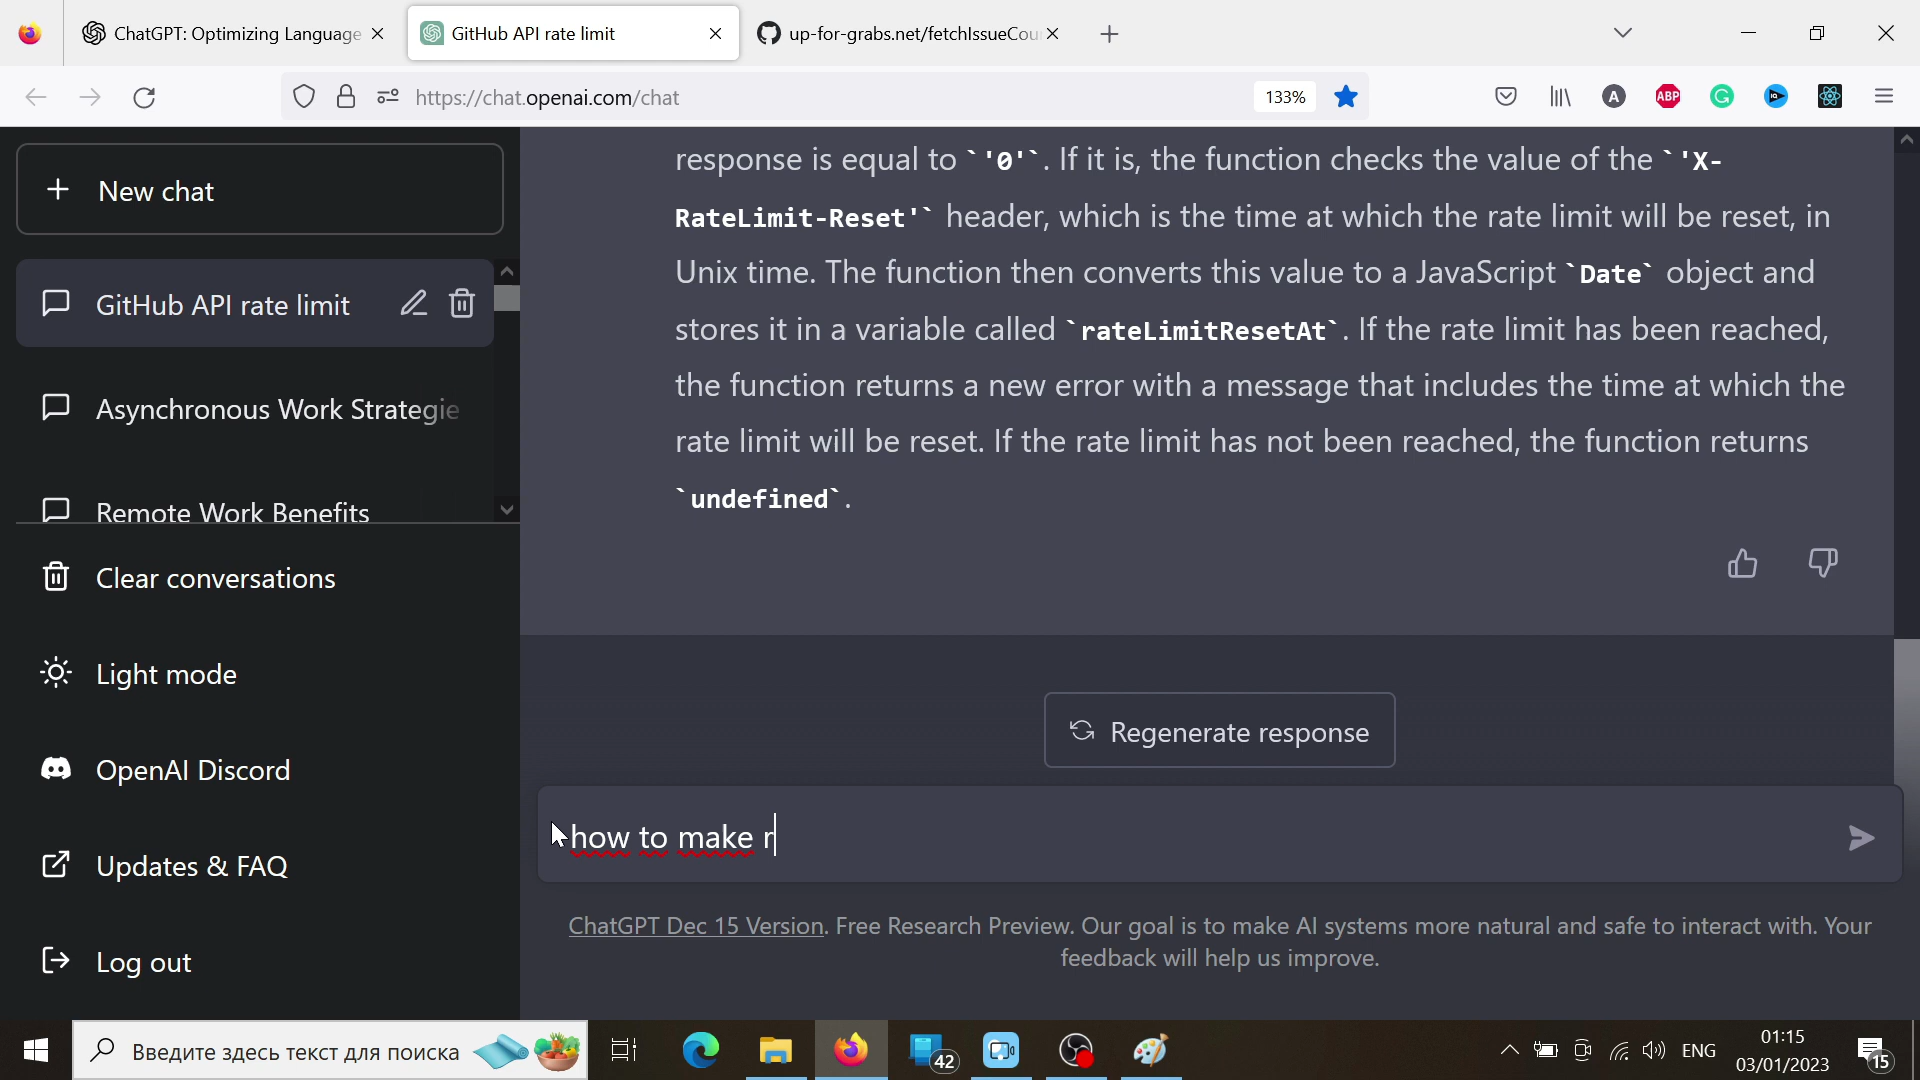 ChatGPT: Optimizing Language
GitHub API rate limit
up-for-grabs.net/fetchIssueCou
https://chat.openai.com/chat
133%
A
ABP
New chat
GitHub API rate limit
Asynchronous Work Strategie
Remote Work Benefits
Clear conversations
Light mode
OpenAI Discord
Updates & FAQ
Log out
response is equal to `'0'`. If it is, the function checks the value of the `'X-
RateLimit-Reset'` header, which is the time at which the rate limit will be reset, in
Unix time. The function then converts this value to a JavaScript `Date` object and
stores it in a variable called `rateLimitResetAt`. If the rate limit has been reached,
the function returns a new error with a message that includes the time at which the
rate limit will be reset. If the rate limit has not been reached, the function returns
`undefined`.
Regenerate response
how to make r
ChatGPT Dec 15 Version. Free Research Preview. Our goal is to make AI systems more natural and safe to interact with. Your
feedback will help us improve.
Введите здесь текст для поиска
42
ENG
01:15
03/01/2023
15